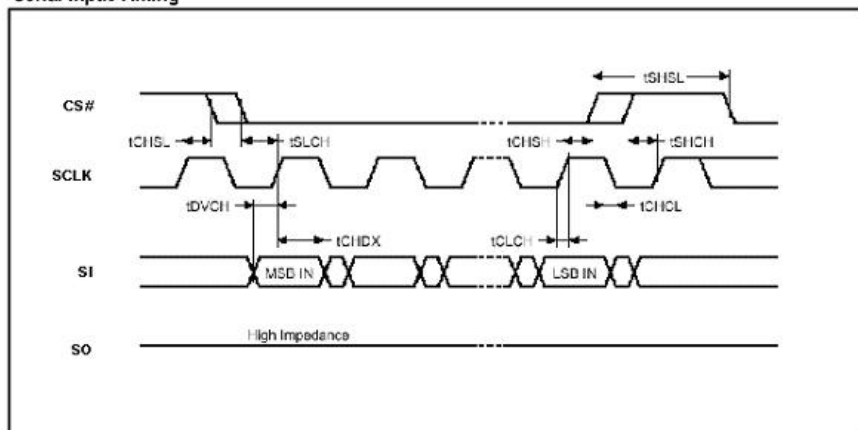 Serial Input Timing
tSHSL
CS#
tCHSL
tSLCH
tCHSH
tSHCH
SCLK
tDVCH
tCHCL
tCHDX
tCLCH
SI
MSB IN
LSB IN
High Impedance
SO